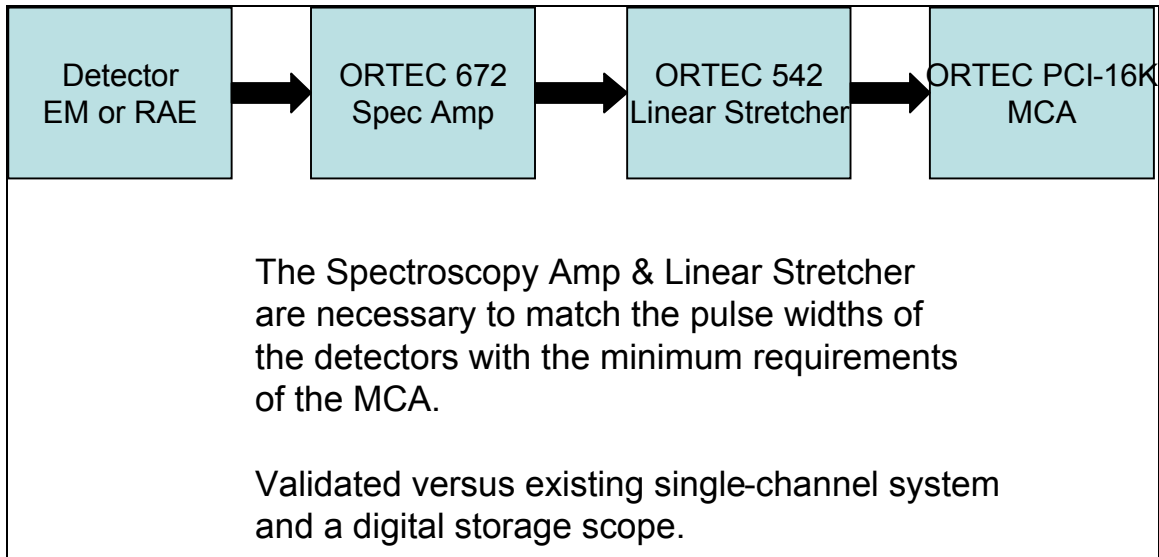 Detector
EM or RAE
ORTEC 672
Spec Amp
ORTEC 542
Linear Stretcher
ORTEC PCI-16K
MCA
The Spectroscopy Amp & Linear Stretcher
are necessary to match the pulse widths of
the detectors with the minimum requirements
of the MCA.
Validated versus existing single-channel system
and a digital storage scope.